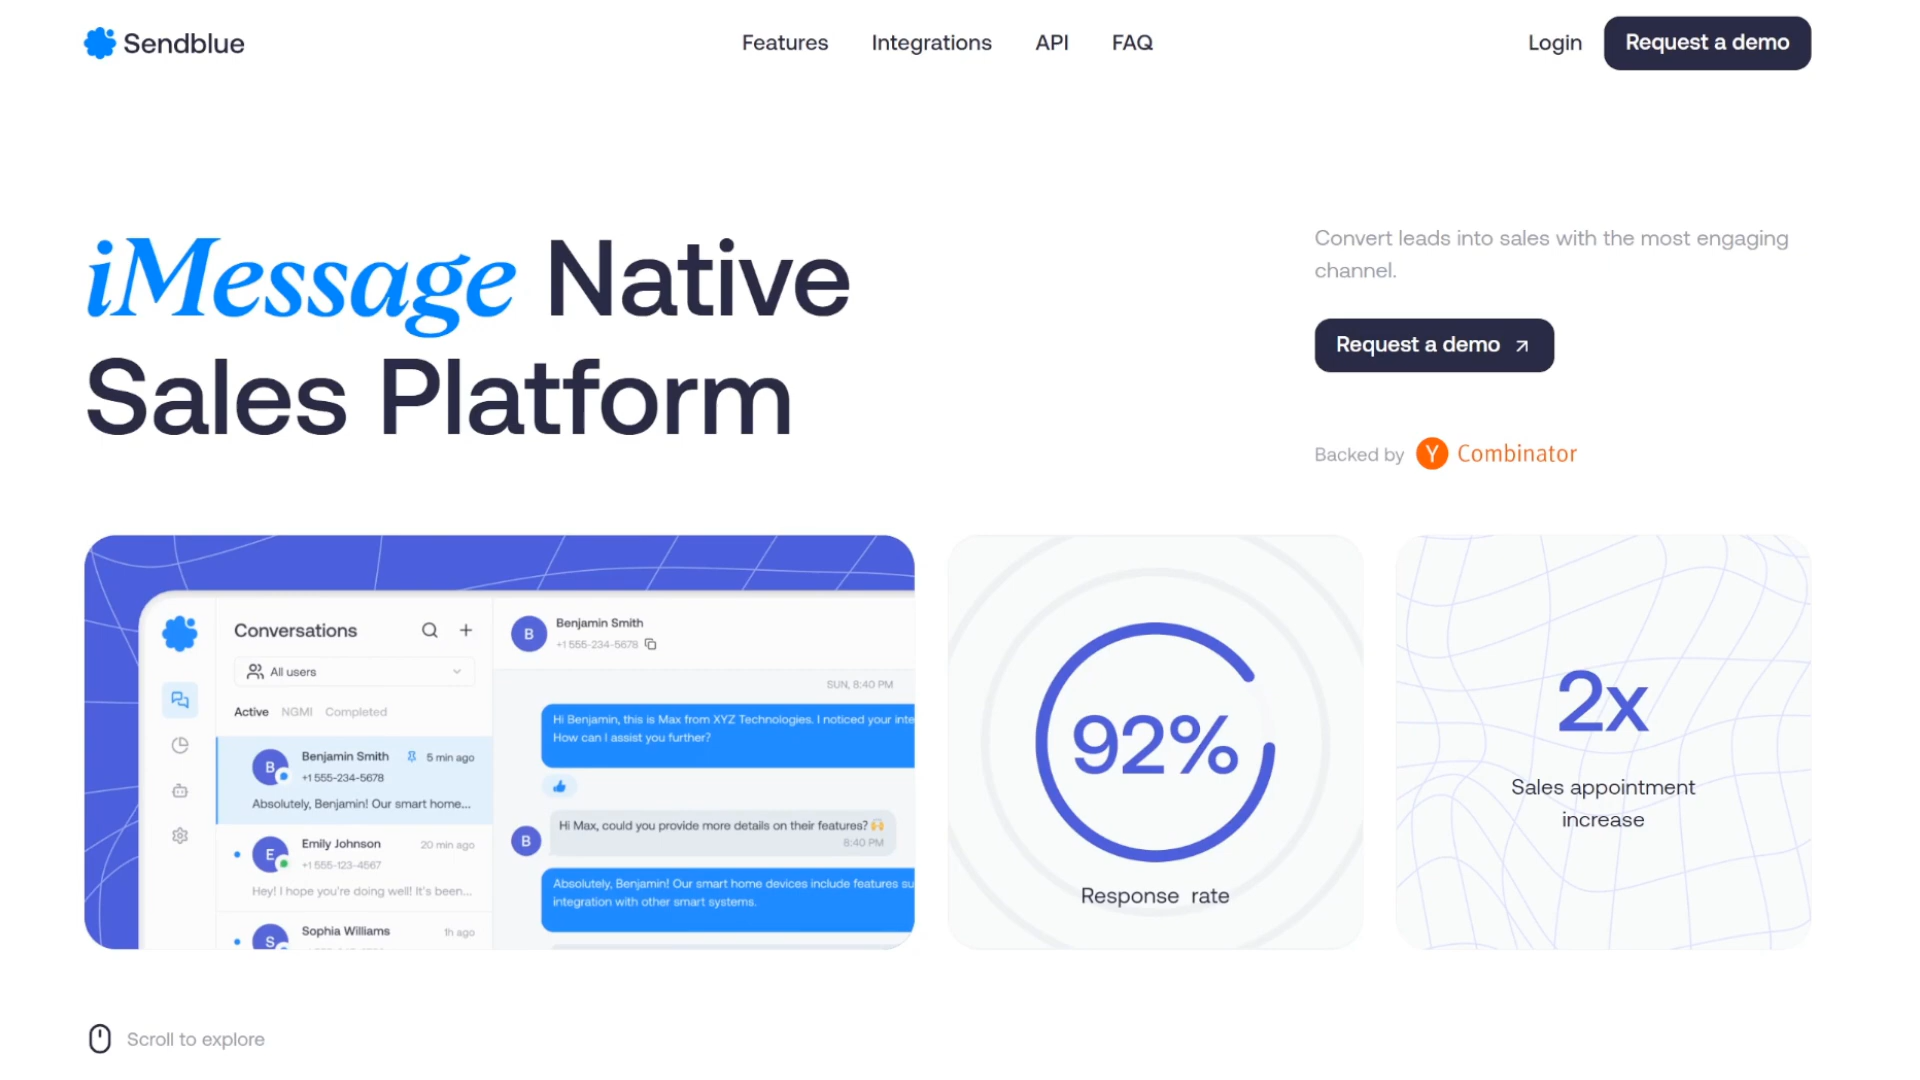 Sendblue
Features
Integrations
API
FAQ
Login
Request a demo
iMessage Native
Sales Platform
Convert leads into sales with the most engaging
channel.
Request a demo
Backed by Y Combinator
Conversations
All users
Active NGMI Completed
B
Benjamin Smith 5 min ago
+1 555-234-5678
Absolutely, Benjamin! Our smart home...
E
Emily Johnson 20 min ago
+1 555-123-4567
Hey! I hope you're doing well! It's been...
S
Sophia Williams 1h ago
B
Benjamin Smith
+1 555-234-5678
SUN, 8:40 PM
Hi Benjamin, this is Max from XYZ Technologies. I noticed your inte
How can I assist you further?
B
Hi Max, could you provide more details on their features? 🙌
8:40 PM
Absolutely, Benjamin! Our smart home devices include features su
integration with other smart systems.
92%
Response rate
2x
Sales appointment
increase
Scroll to explore